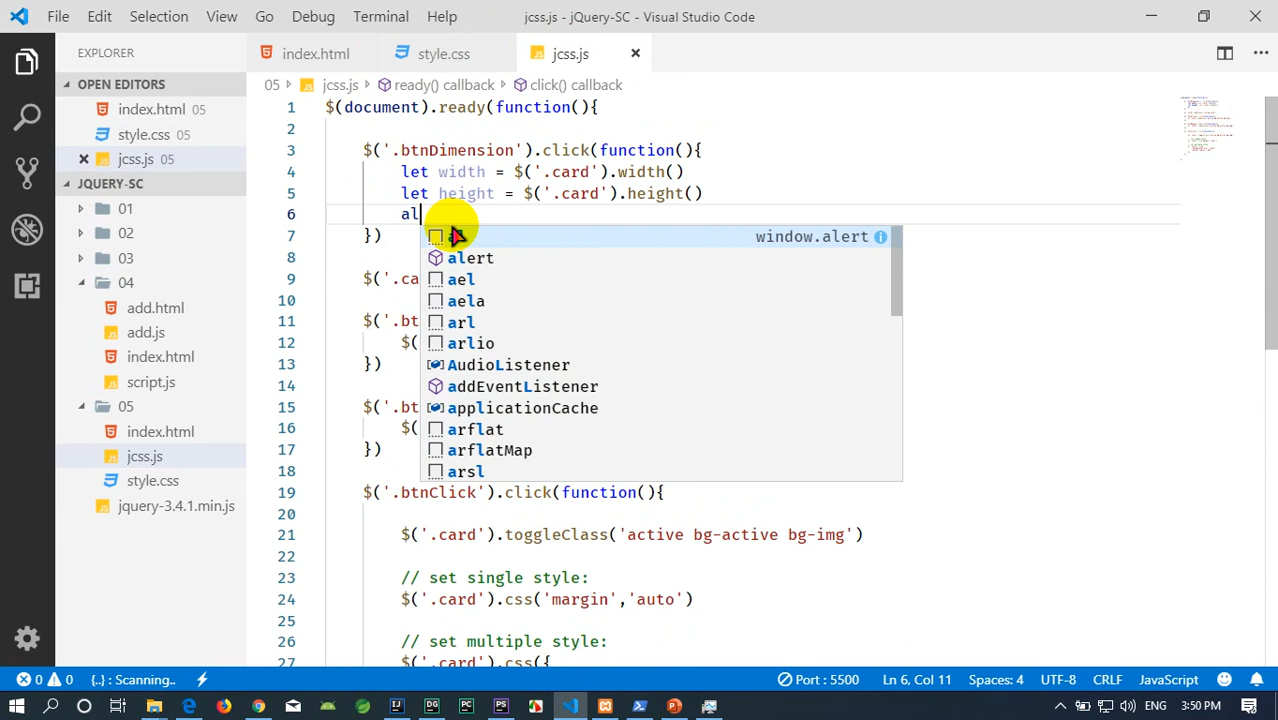 File Edit Selection View Go Debug Terminal Help
jcss.js - jQuery-SC - Visual Studio Code
EXPLORER
index.html
style.css
jcss.js
OPEN EDITORS
index.html 05
style.css 05
jcss.js 05
JQUERY-SC
01
02
03
04
add.html
add.js
index.html
script.js
05
index.html
jcss.js
style.css
jquery-3.4.1.min.js
05 jcss.js ready() callback click() callback
1 $(document).ready(function(){
2
3 $('.btnDimension').click(function(){
4 let width = $('.card').width()
5 let height = $('.card').height()
6 al
7 })
8
9 $('.ca
10
11 $('.bt
12 $(
13 })
14
15 $('.bt
16 $(
17 })
18
19 $('.btnClick').click(function(){
20
21 $('.card').toggleClass('active bg-active bg-img')
22
23 // set single style:
24 $('.card').css('margin','auto')
25
26 // set multiple style:
27 $('.card').css({
window.alert
alert
ael
aela
arl
arlio
AudioListener
addEventListener
applicationCache
arflat
arflatMap
arsl
0 0 {..} : Scanning..
Port : 5500 Ln 6, Col 11 Spaces: 4 UTF-8 CRLF JavaScript
3:50 PM